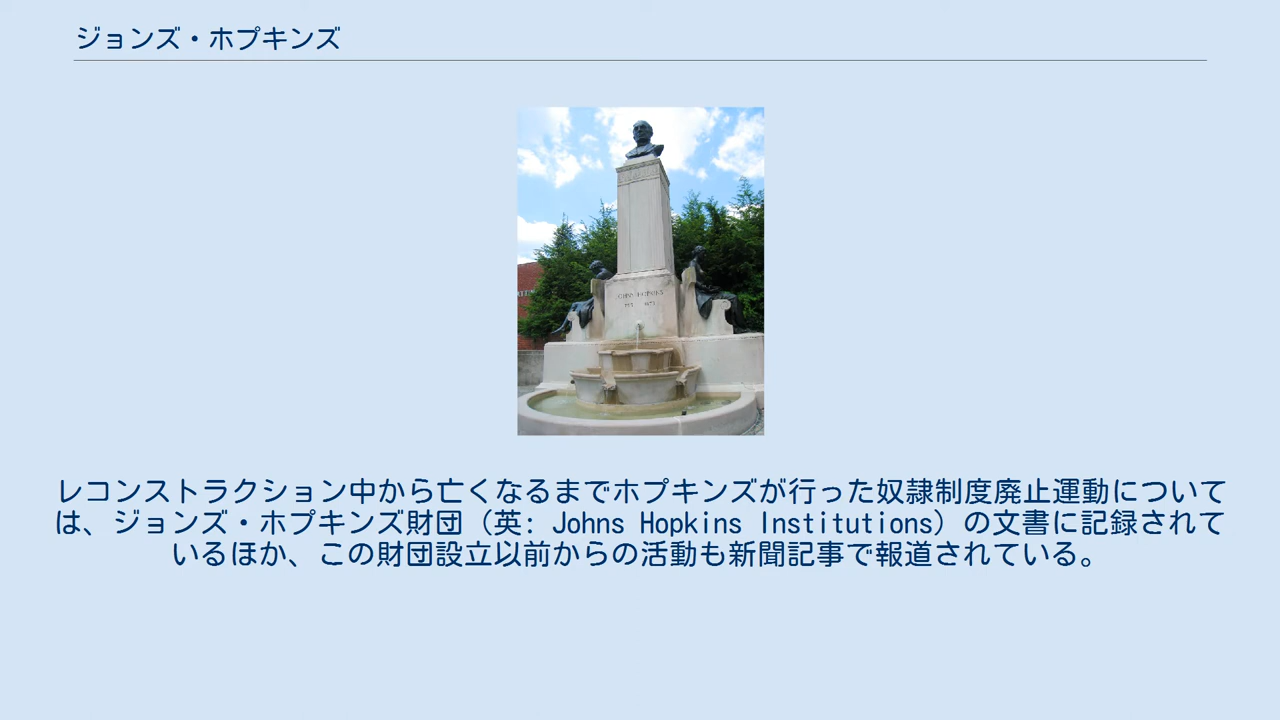 ジョンズ・ホプキンズ
JOHNS HOPKINS
レコンストラクション中から亡くなるまでホプキンズが行った奴隷制度廃止運動について
は、ジョンズ・ホプキンズ財団（英: Johns Hopkins Institutions）の文書に記録されて
いるほか、この財団設立以前からの活動も新聞記事で報道されている。